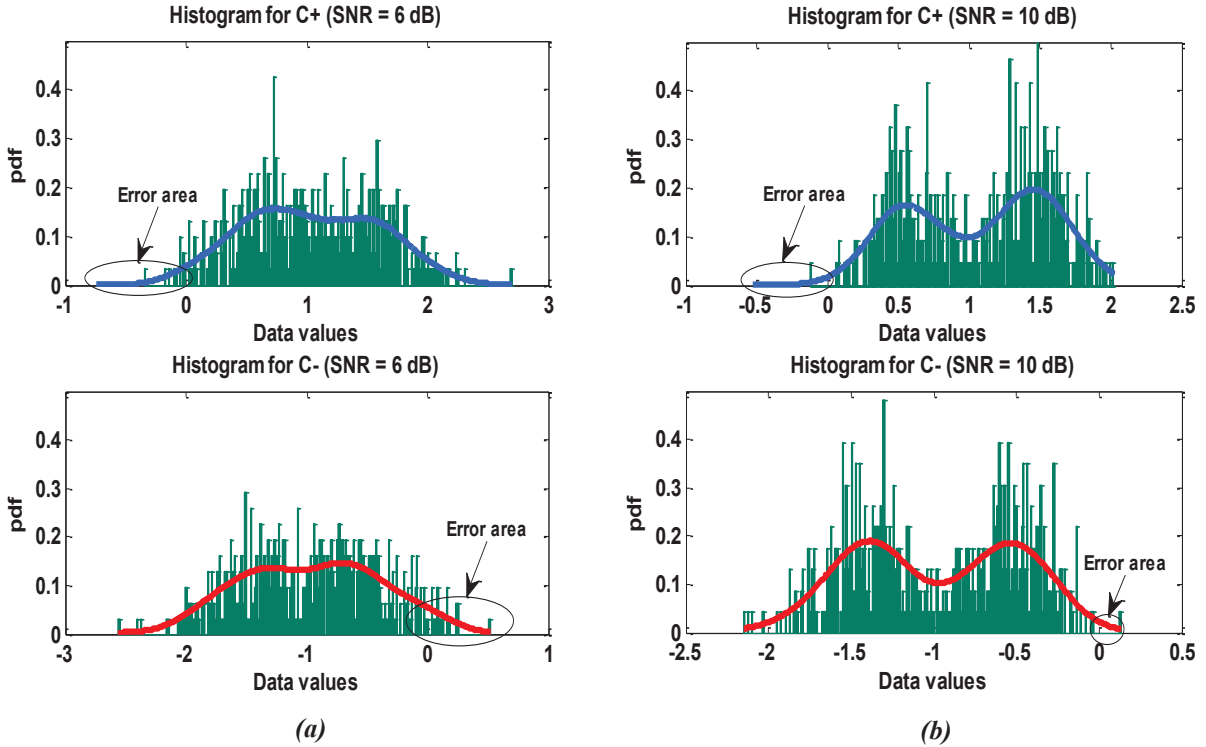 Histogram for C+ (SNR = 6 dB)
pdf
0.4
0.3
0.2
0.1
0
Error area
-1 0 1 2 3
Data values
Histogram for C+ (SNR = 10 dB)
pdf
0.4
0.3
0.2
0.1
0
Error area
-1 -0.5 0 0.5 1 1.5 2 2.5
Data values
Histogram for C- (SNR = 6 dB)
pdf
0.4
0.3
0.2
0.1
0
Error area
-3 -2 -1 0 1
Data values
Histogram for C- (SNR = 10 dB)
pdf
0.4
0.3
0.2
0.1
0
Error area
-2.5 -2 -1.5 -1 -0.5 0 0.5
Data values
(a)
(b)